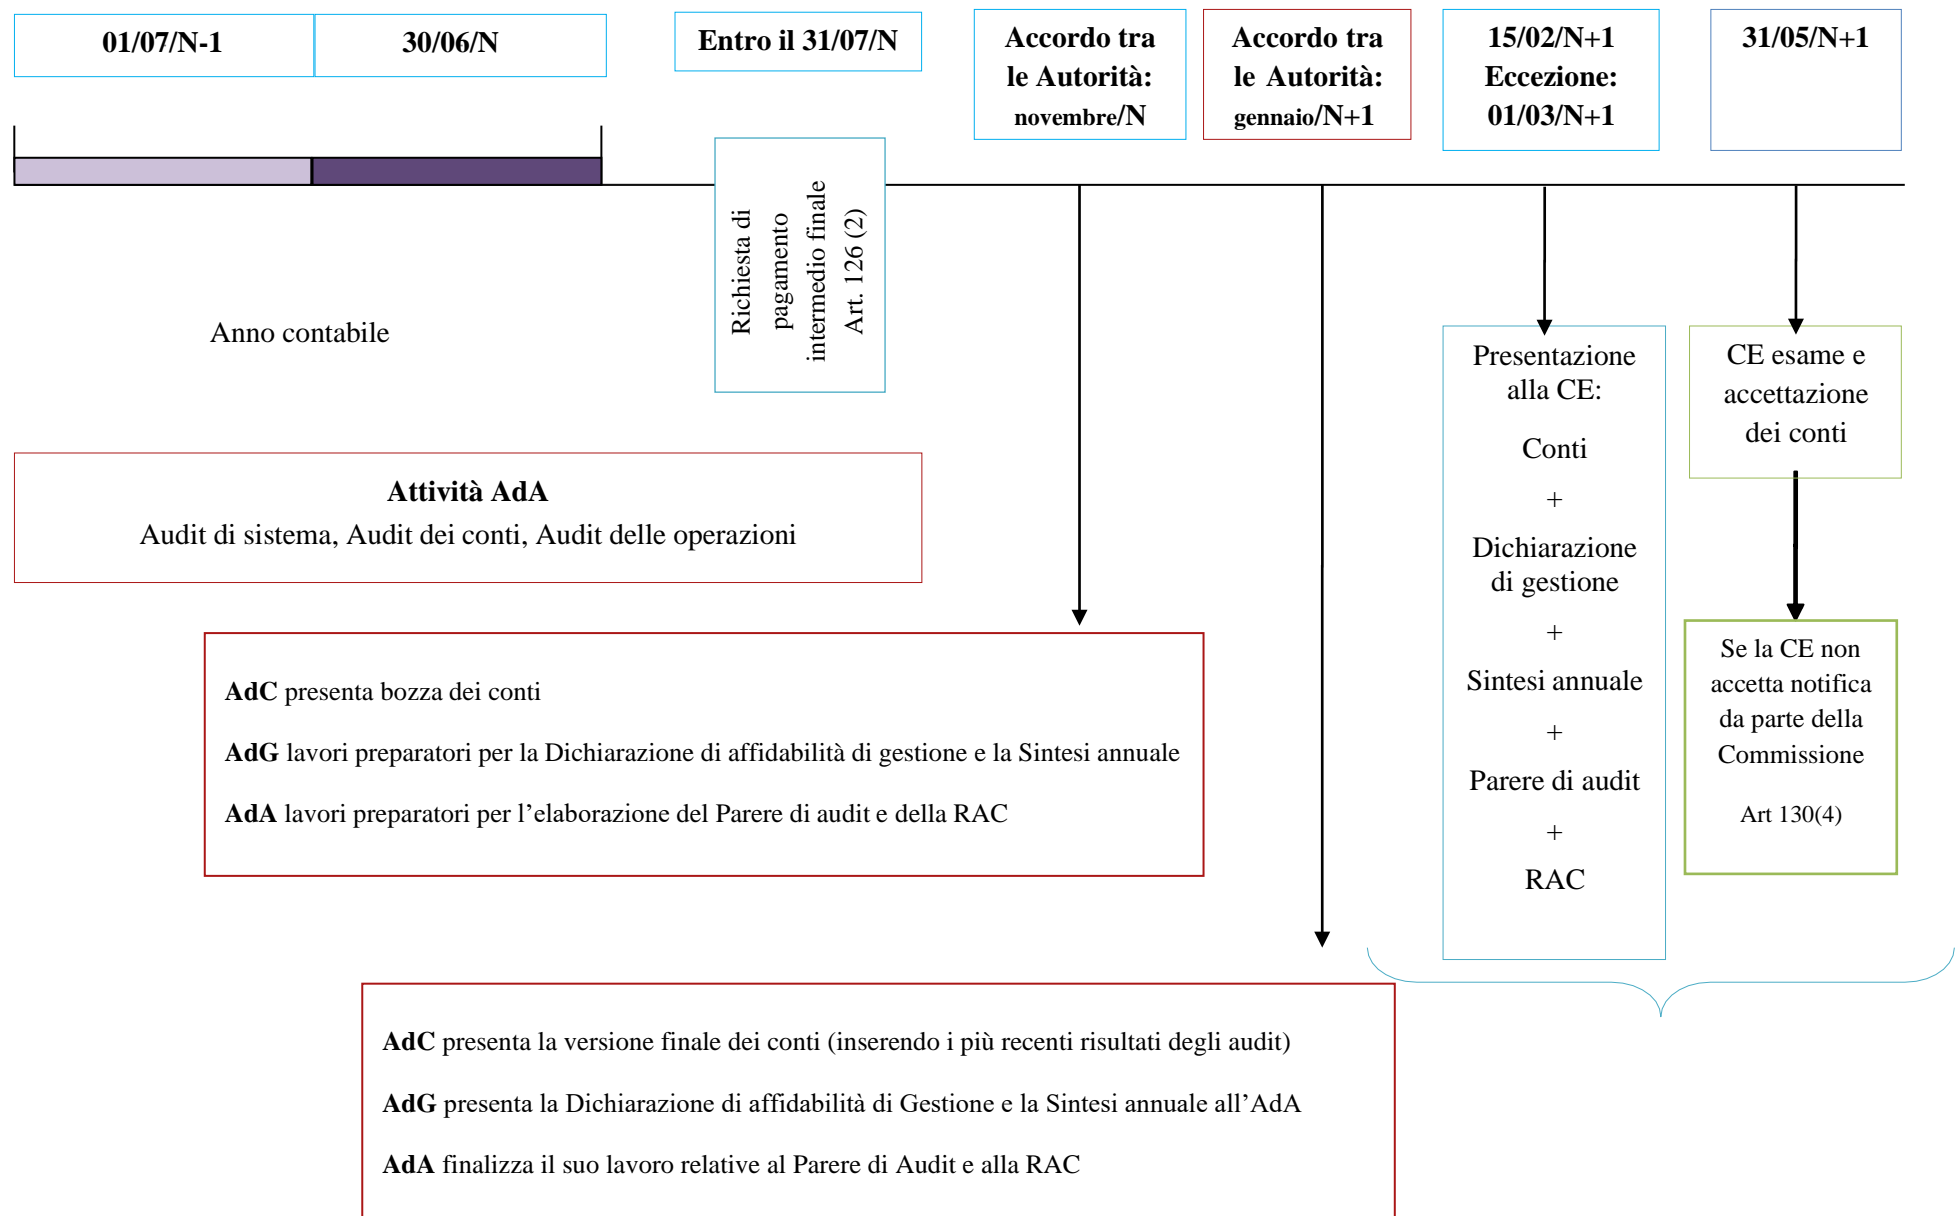 01/07/N-1
30/06/N
Entro il 31/07/N
Accordo tra
le Autorità:
novembre/N
Accordo tra
le Autorità:
gennaio/N+1
15/02/N+1
Eccezione:
01/03/N+1
31/05/N+1
Richiesta di
pagamento
intermedio finale
Art. 126 (2)
Anno contabile
Attività AdA
Audit di sistema, Audit dei conti, Audit delle operazioni
AdC presenta bozza dei conti
AdG lavori preparatori per la Dichiarazione di affidabilità di gestione e la Sintesi annuale
AdA lavori preparatori per l’elaborazione del Parere di audit e della RAC
Presentazione
alla CE:
Conti
+
Dichiarazione
di gestione
+
Sintesi annuale
+
Parere di audit
+
RAC
CE esame e
accettazione
dei conti
Se la CE non
accetta notifica
da parte della
Commissione
Art 130(4)
AdC presenta la versione finale dei conti (inserendo i più recenti risultati degli audit)
AdG presenta la Dichiarazione di affidabilità di Gestione e la Sintesi annuale all’AdA
AdA finalizza il suo lavoro relative al Parere di Audit e alla RAC